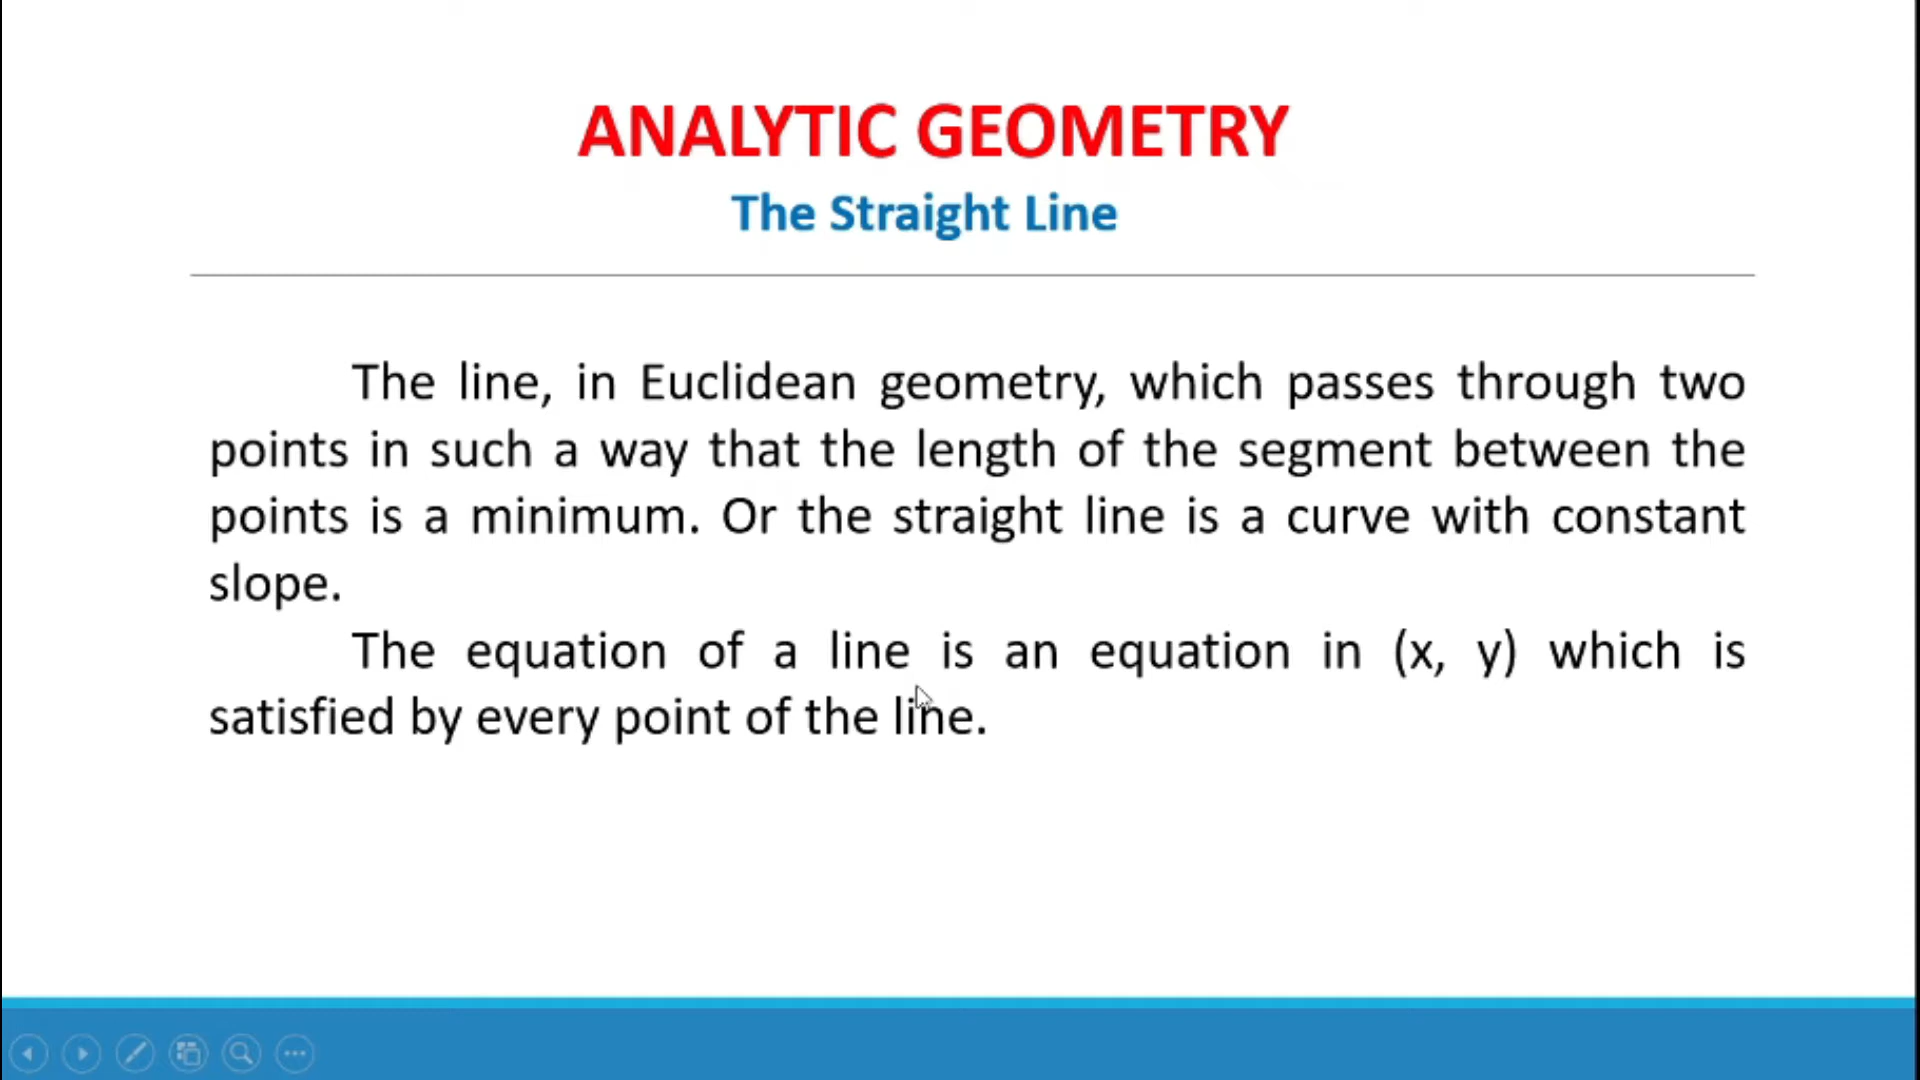 ANALYTIC GEOMETRY
The Straight Line
The line, in Euclidean geometry, which passes through two
points in such a way that the length of the segment between the
points is a minimum. Or the straight line is a curve with constant
slope.
The equation of a line is an equation in (x, y) which is
satisfied by every point of the line.